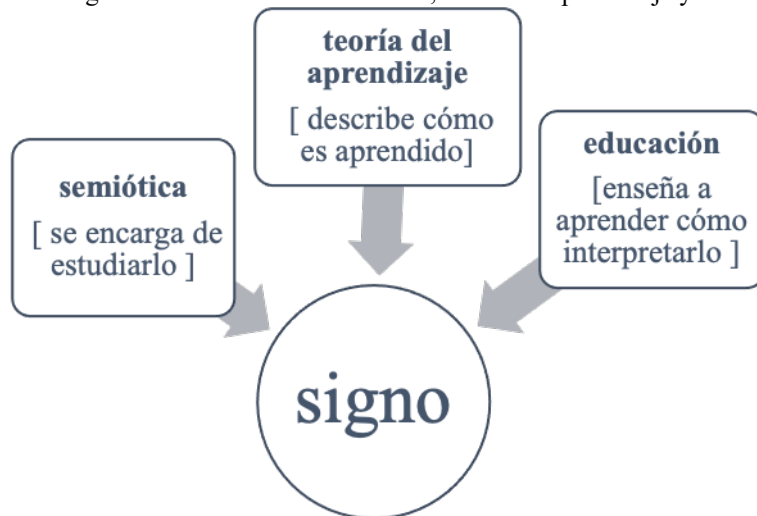 teoría del
aprendizaje
[ describe cómo
es aprendido]
semiótica
[ se encarga de
estudiarlo ]
educación
[enseña a
aprender cómo
interpretarlo ]
signo